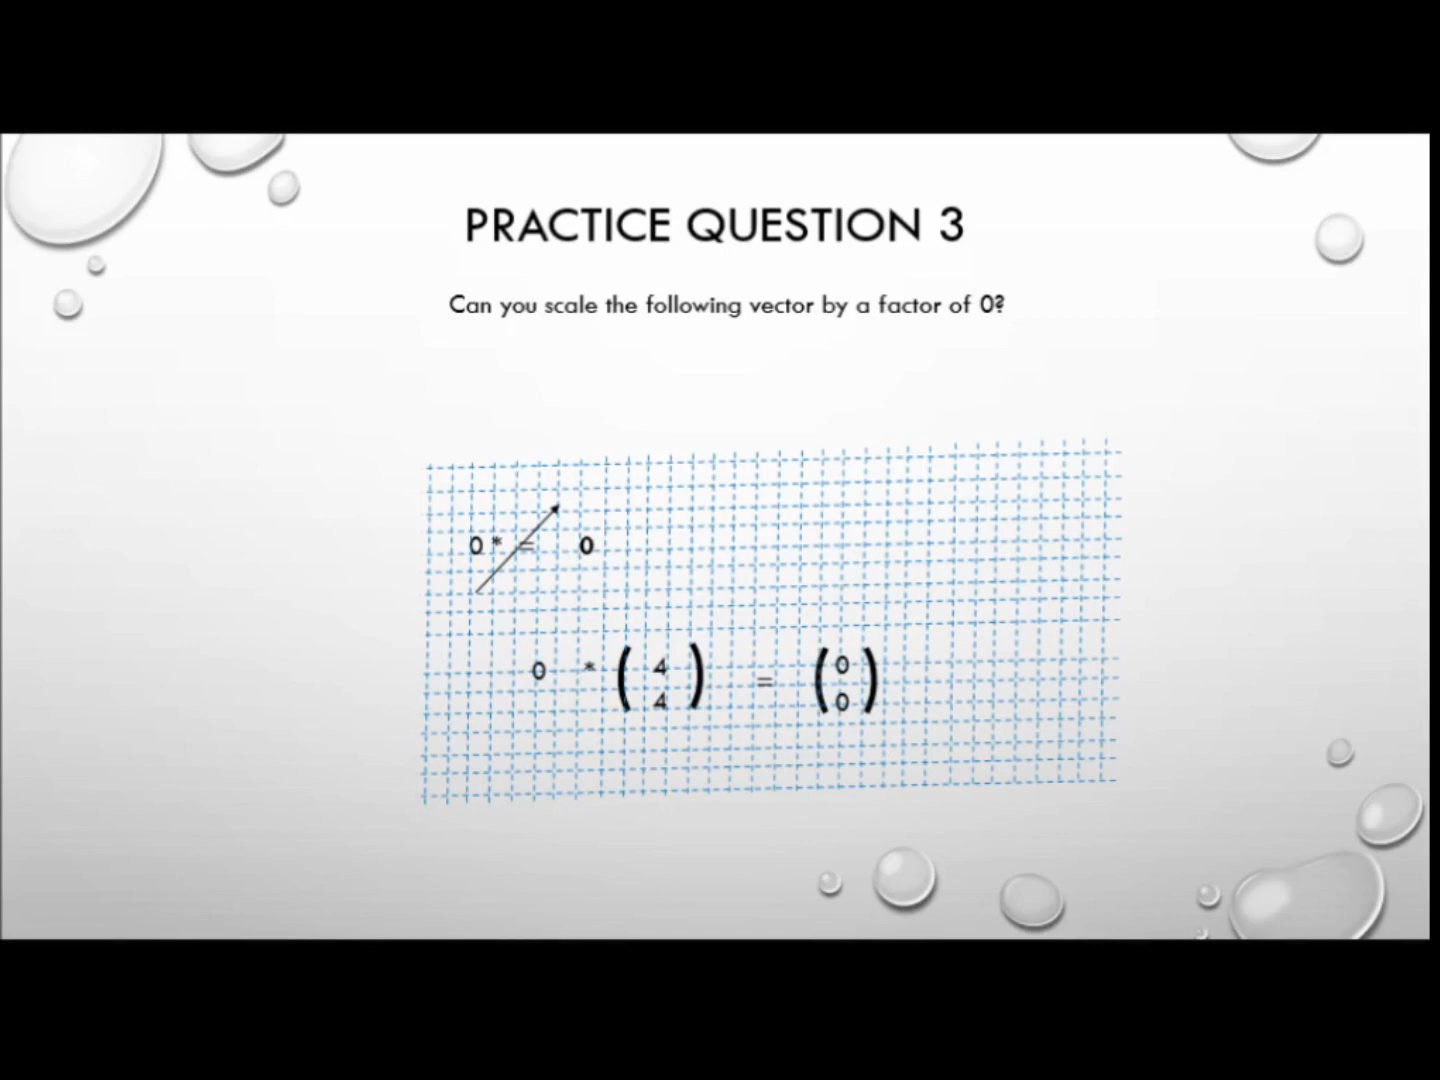 PRACTICE QUESTION 3
Can you scale the following vector by a factor of 0?
0 * = 0
0 * ( 4 ) = ( 0 )
4 0